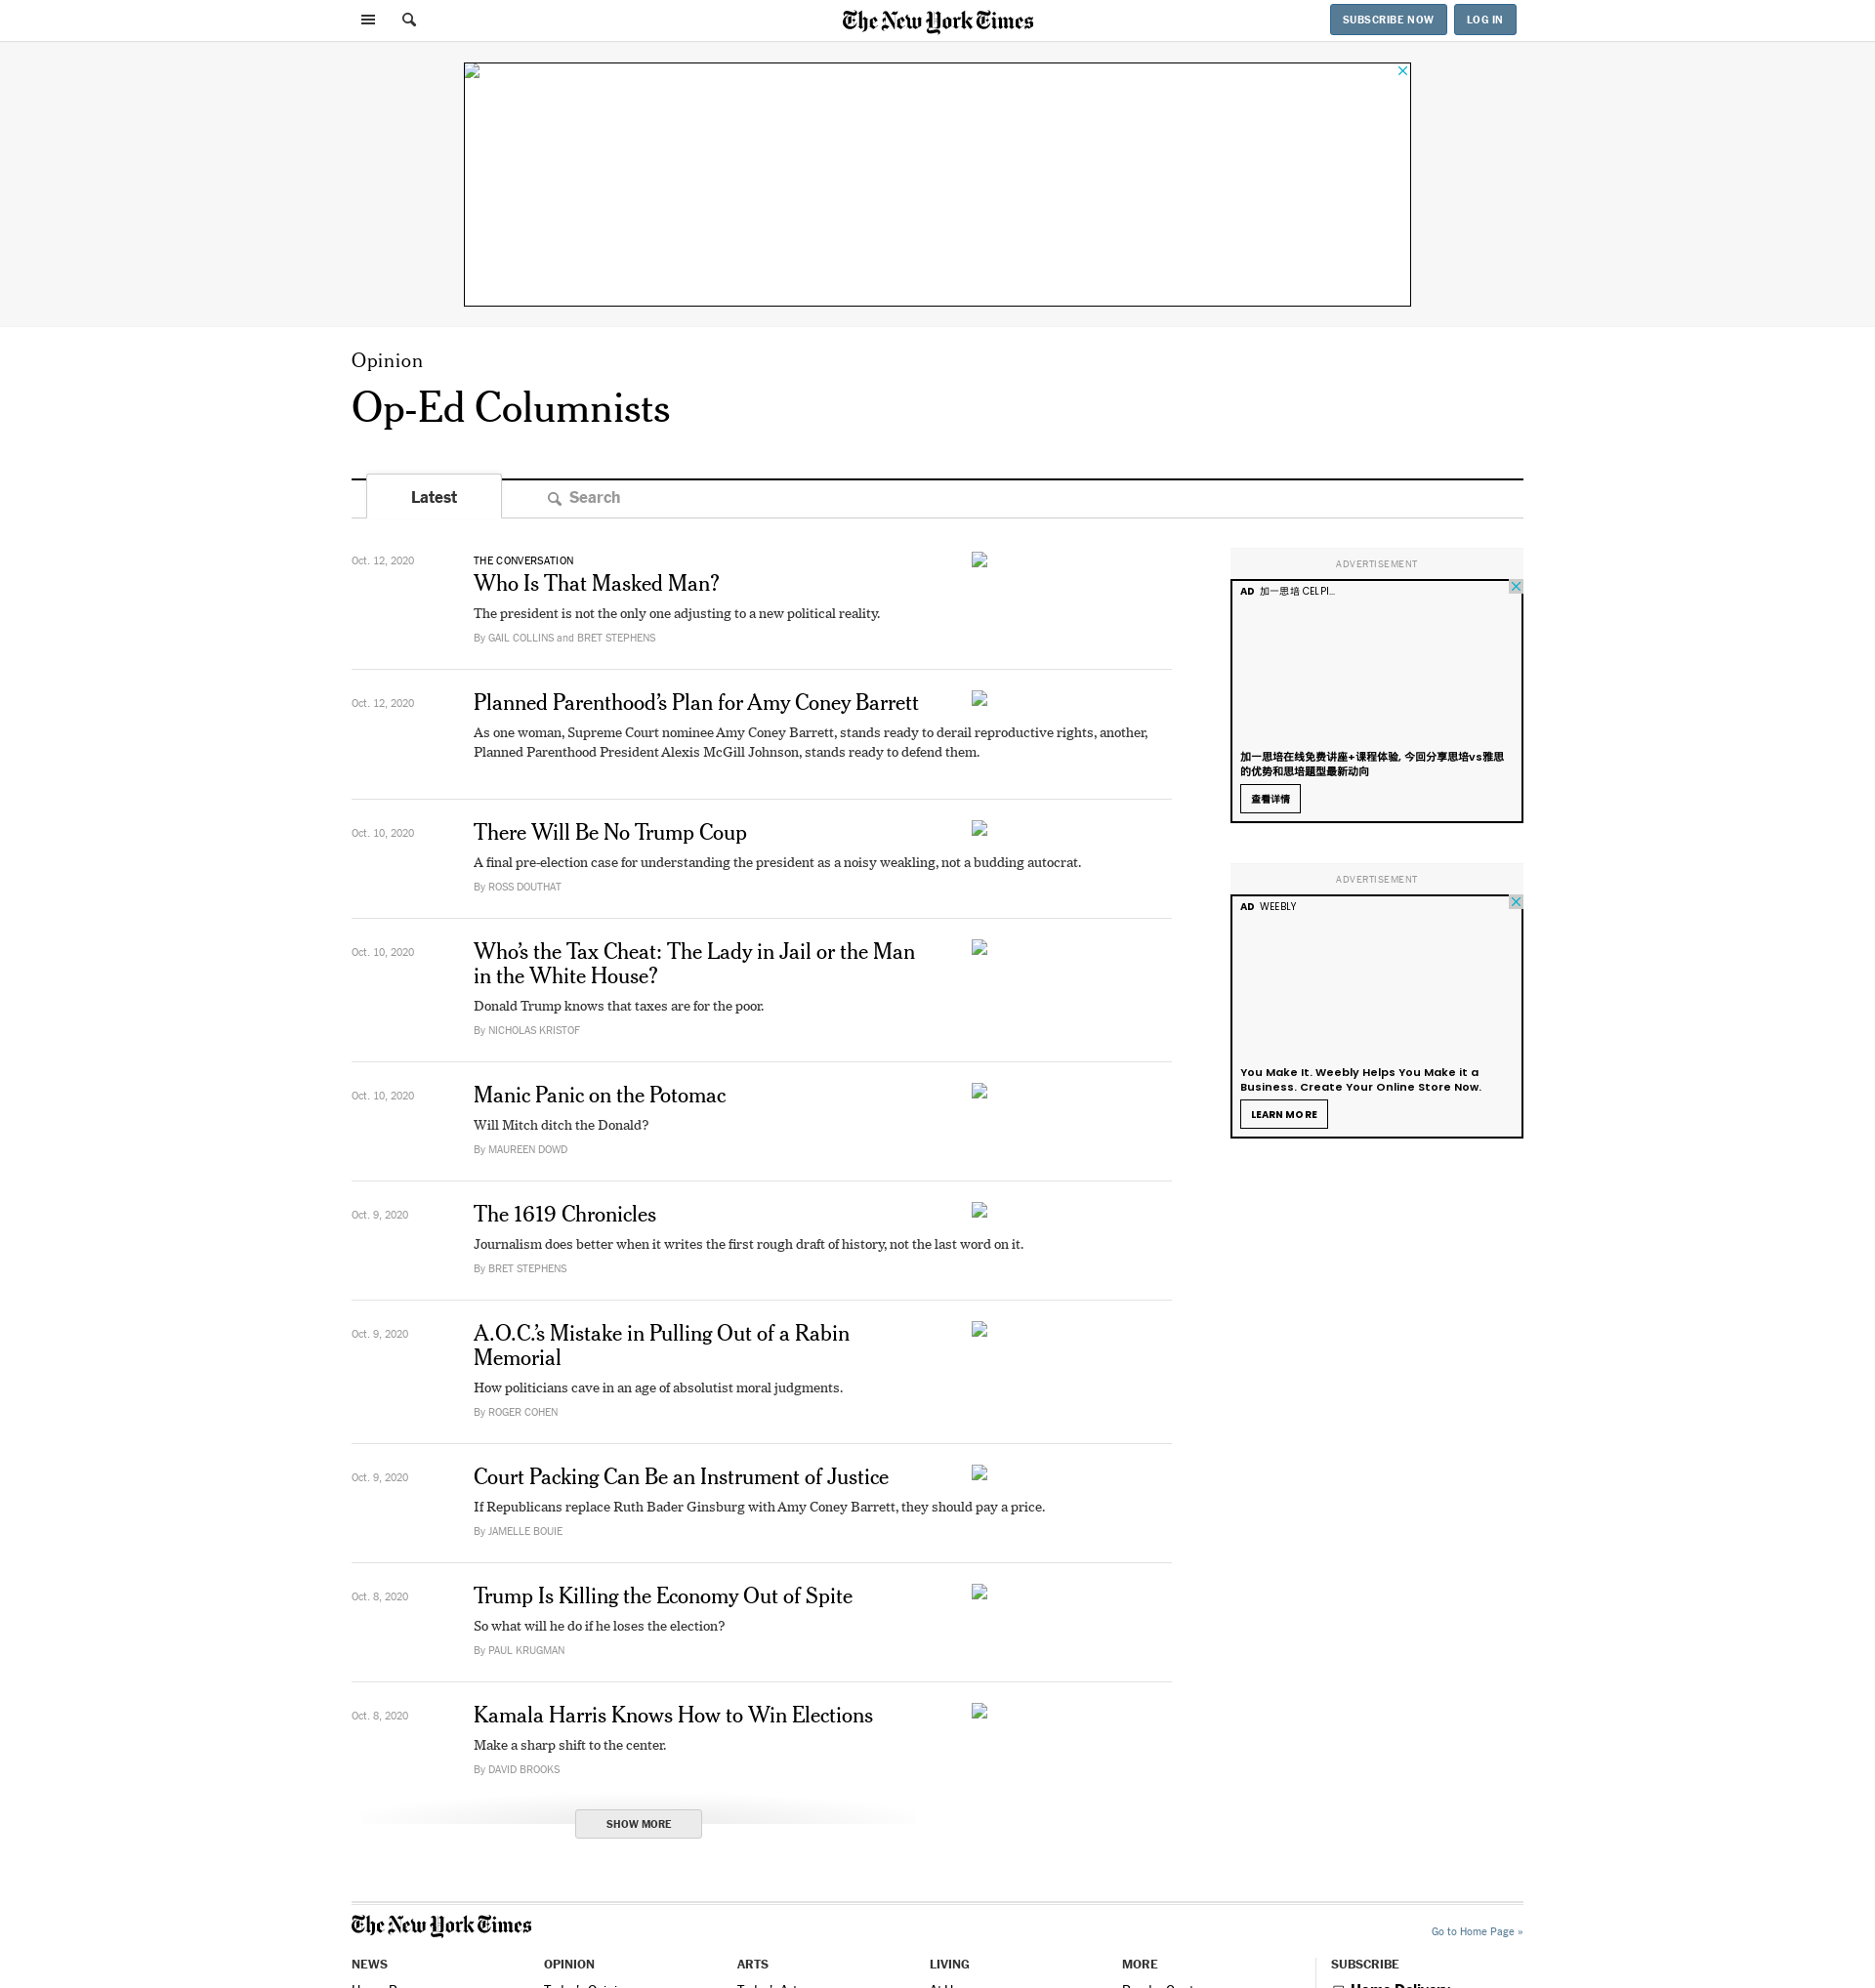 The New York Times
SUBSCRIBE NOW
LOG IN
Opinion
Op-Ed Columnists
Latest
Search
Oct. 12, 2020
THE CONVERSATION
Who Is That Masked Man?
The president is not the only one adjusting to a new political reality.
By GAIL COLLINS and BRET STEPHENS
Oct. 12, 2020
Planned Parenthood’s Plan for Amy Coney Barrett
As one woman, Supreme Court nominee Amy Coney Barrett, stands ready to derail reproductive rights, another,
Planned Parenthood President Alexis McGill Johnson, stands ready to defend them.
Oct. 10, 2020
There Will Be No Trump Coup
A final pre-election case for understanding the president as a noisy weakling, not a budding autocrat.
By ROSS DOUTHAT
Oct. 10, 2020
Who’s the Tax Cheat: The Lady in Jail or the Man
in the White House?
Donald Trump knows that taxes are for the poor.
By NICHOLAS KRISTOF
Oct. 10, 2020
Manic Panic on the Potomac
Will Mitch ditch the Donald?
By MAUREEN DOWD
Oct. 9, 2020
The 1619 Chronicles
Journalism does better when it writes the first rough draft of history, not the last word on it.
By BRET STEPHENS
Oct. 9, 2020
A.O.C.’s Mistake in Pulling Out of a Rabin
Memorial
How politicians cave in an age of absolutist moral judgments.
By ROGER COHEN
Oct. 9, 2020
Court Packing Can Be an Instrument of Justice
If Republicans replace Ruth Bader Ginsburg with Amy Coney Barrett, they should pay a price.
By JAMELLE BOUIE
Oct. 8, 2020
Trump Is Killing the Economy Out of Spite
So what will he do if he loses the election?
By PAUL KRUGMAN
Oct. 8, 2020
Kamala Harris Knows How to Win Elections
Make a sharp shift to the center.
By DAVID BROOKS
SHOW MORE
ADVERTISEMENT
AD 加一思培 CELPI...
加一思培在线免费讲座+课程体验, 今回分享思培vs雅思
的优势和思培题型最新动向
查看详情
ADVERTISEMENT
AD WEEBLY
You Make It. Weebly Helps You Make it a
Business. Create Your Online Store Now.
LEARN MORE
The New York Times
Go to Home Page »
NEWS
OPINION
ARTS
LIVING
MORE
SUBSCRIBE
Home Delivery